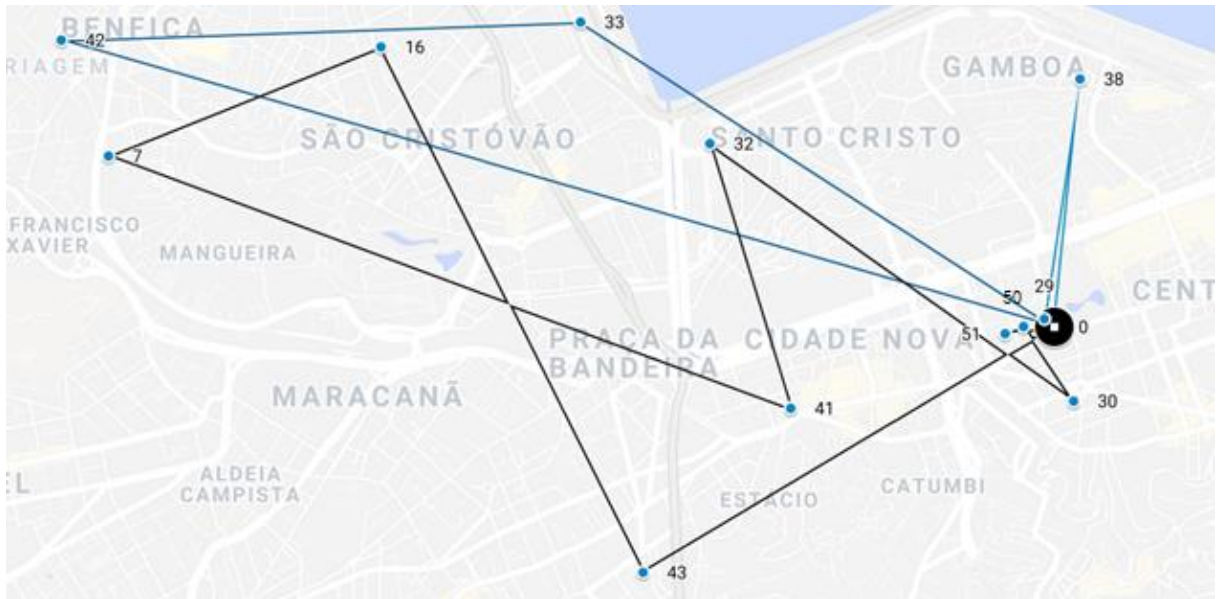 BENFICA
33
42
16
RIAGEM
GAMBOA
38
SÃO CRISTÓVÃO
SANTO CRISTO
32
7
FRANCISCO
XAVIER
MANGUEIRA
29
50
CENT
51
0
PRAÇA DA
BANDEIRA
CIDADE NOVA
MARACANÃ
41
30
ALDEIA
CAMPISTA
EL
ESTÁCIO
CATUMBI
43